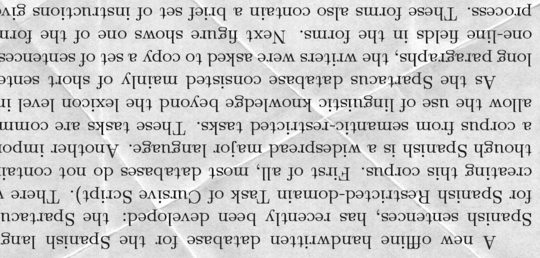 A new offline handwritten database for the Spanish lang
Spanish sentences, has recently been developed: the Spartacu
for Spanish Restricted-domain Task of Cursive Script). There
creating this corpus. First of all, most databases do not contai
though Spanish is a widespread major language. Another impor
a corpus from semantic-restricted tasks. These tasks are comm
allow the use of linguistic knowledge beyond the lexicon level in
As the Spartacus database consisted mainly of short sente
long paragraphs, the writers were asked to copy a set of sentences
one-line fields in the forms. Next figure shows one of the form
process. These forms also contain a brief set of instructions give